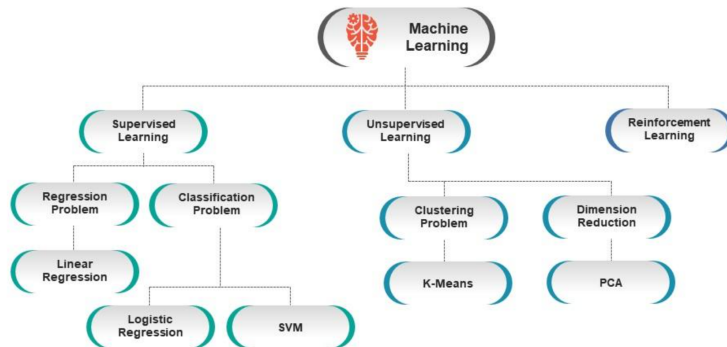 Machine
Learning
Supervised
Learning
Unsupervised
Learning
Reinforcement
Learning
Regression
Problem
Classification
Problem
Clustering
Problem
Dimension
Reduction
Linear
Regression
K-Means
PCA
Logistic
Regression
SVM